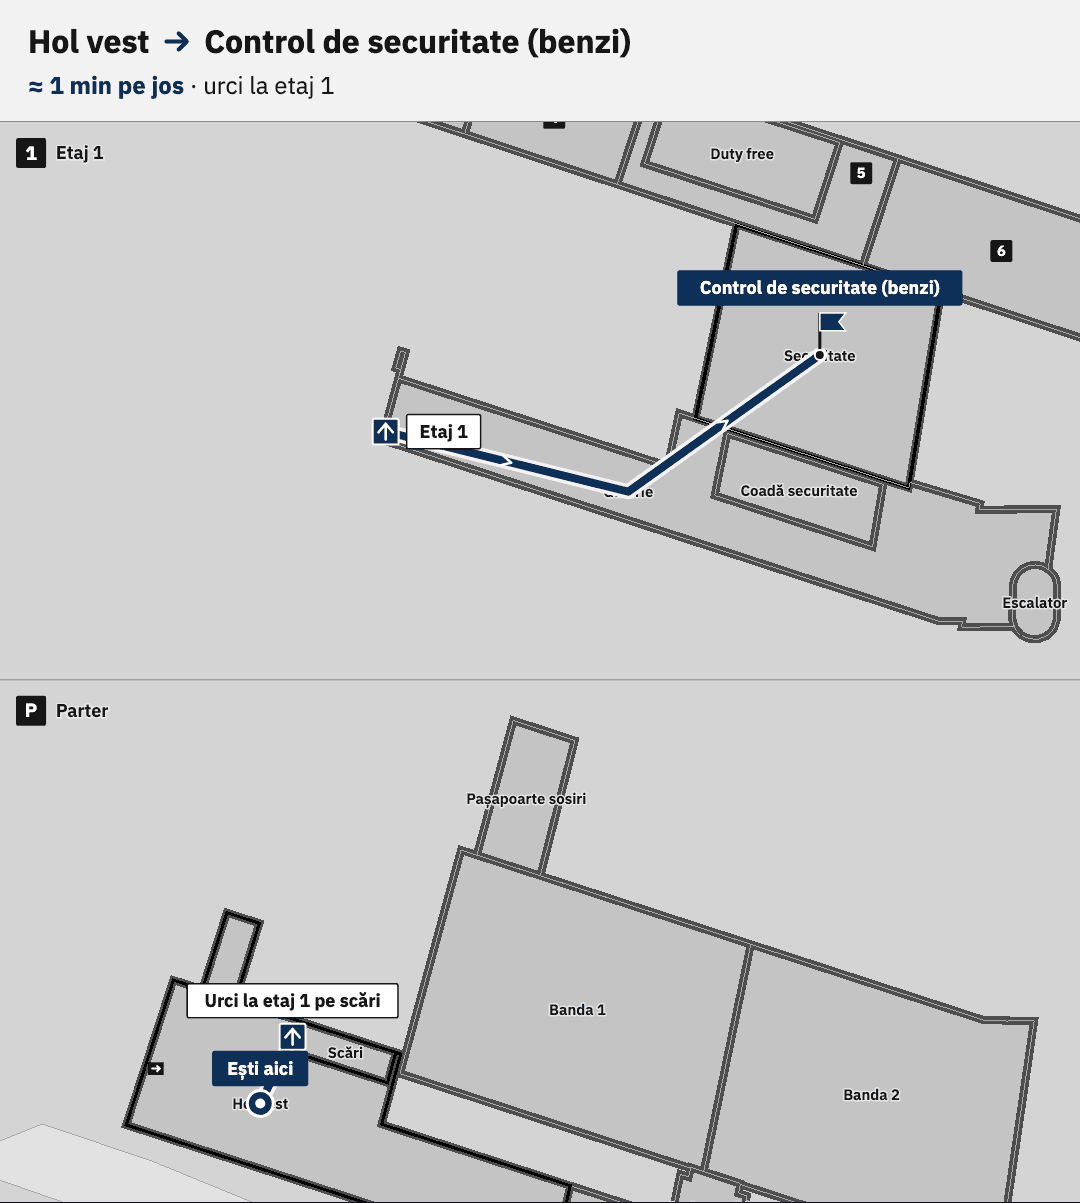 Hol vest → Control de securitate (benzi)
≈ 1 min pe jos · urci la etaj 1
1 Etaj 1
Duty free
5
6
Control de securitate (benzi)
Etaj 1
Coadă securitate
Escalator
P Parter
Pașapoarte sosiri
Urci la etaj 1 pe scări
Banda 1
Scări
Ești aici
Banda 2